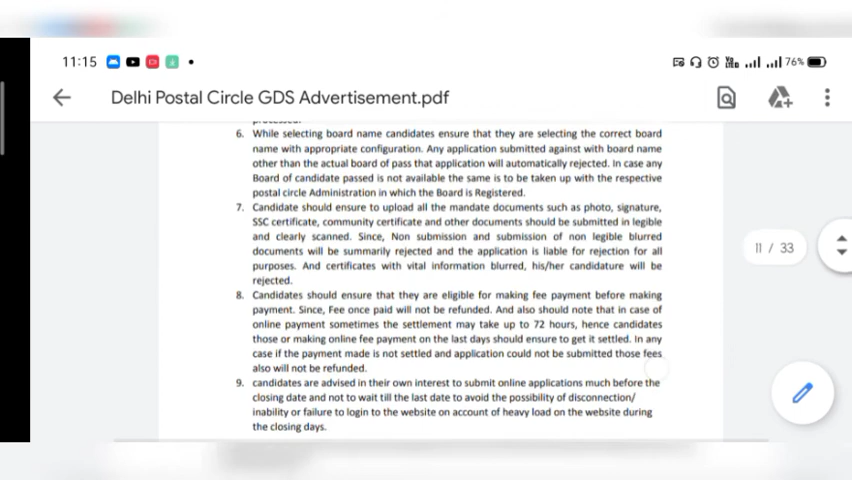 11:15
76%
Delhi Postal Circle GDS Advertisement.pdf
6. While selecting board name candidates ensure that they are selecting the correct board
name with appropriate configuration. Any application submitted against with board name
other than the actual board of pass that application will automatically rejected. In case any
Board of candidate passed is not available the same is to be taken up with the respective
postal circle Administration in which the Board is Registered.
7. Candidate should ensure to upload all the mandate documents such as photo, signature,
SSC certificate, community certificate and other documents should be submitted in legible
and clearly scanned. Since, Non submission and submission of non legible blurred
documents will be summarily rejected and the application is liable for rejection for all
purposes. And certificates with vital information blurred, his/her candidature will be
rejected.
8. Candidates should ensure that they are eligible for making fee payment before making
payment. Since, Fee once paid will not be refunded. And also should note that in case of
online payment sometimes the settlement may take up to 72 hours, hence candidates
those or making online fee payment on the last days should ensure to get it settled. In any
case if the payment made is not settled and application could not be submitted those fees
also will not be refunded.
9. candidates are advised in their own interest to submit online applications much before the
closing date and not to wait till the last date to avoid the possibility of disconnection/
inability or failure to login to the website on account of heavy load on the website during
the closing days.
11 / 33